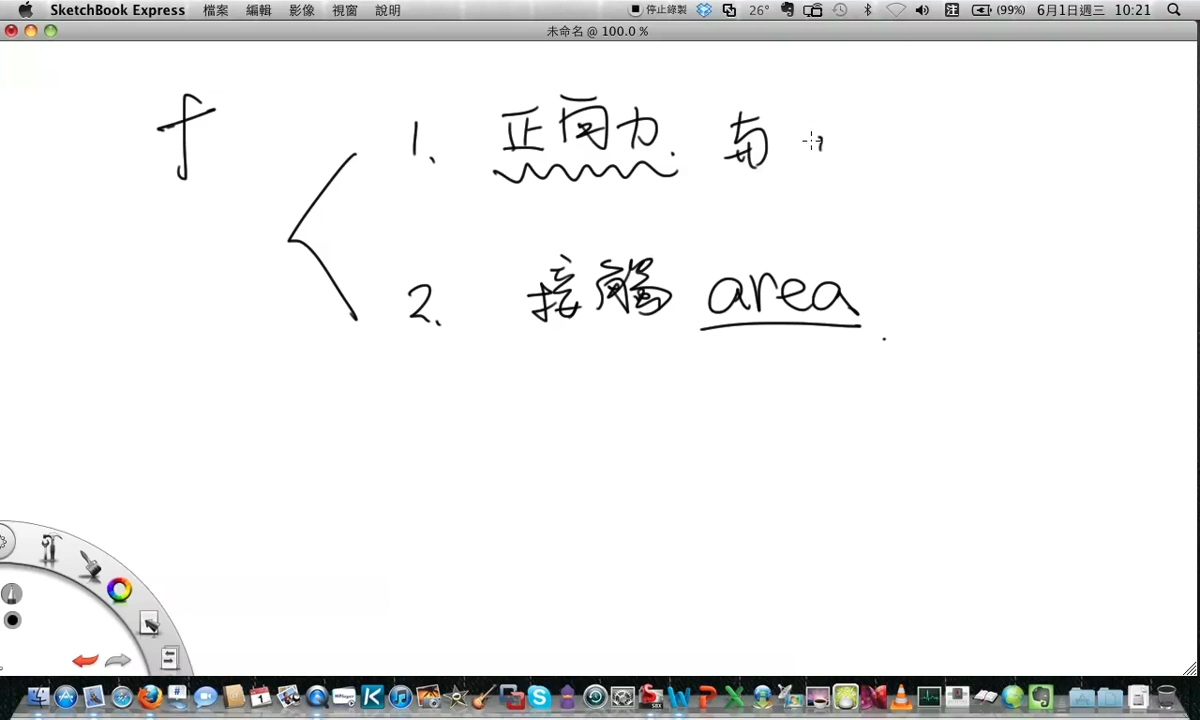 SketchBook Express 檔案 編輯 影像 視窗 說明 停止錄製 26° (99%) 6月1日週三 10:21
未命名 @ 100.0 %
f
1. 正向力.
2. 接觸 area.